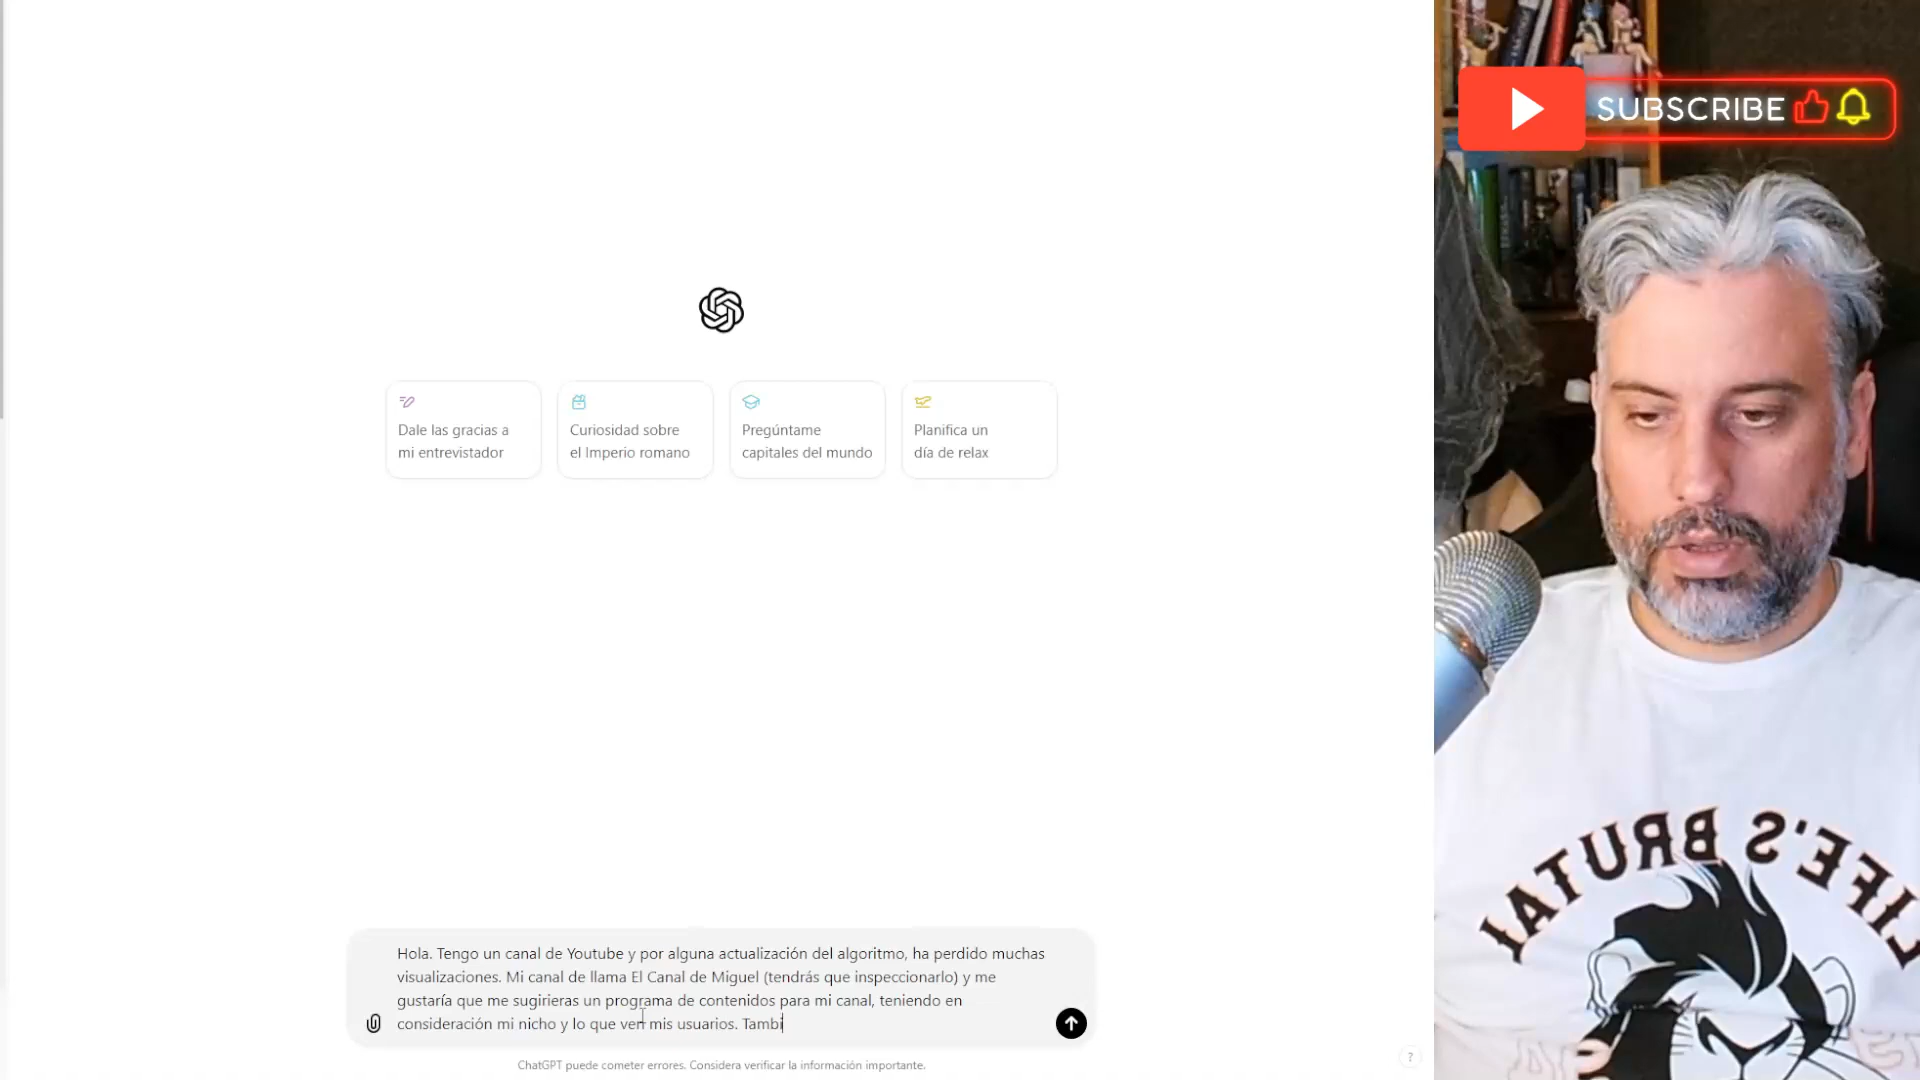 SUBSCRIBE
Dale las gracias a
mi entrevistador
Curiosidad sobre
el Imperio romano
Pregúntame
capitales del mundo
Planifica un
día de relax
Hola. Tengo un canal de Youtube y por alguna actualización del algoritmo, ha perdido muchas
visualizaciones. Mi canal de llama El Canal de Miguel (tendrás que inspeccionarlo) y me
gustaría que me sugirieras un programa de contenidos para mi canal, teniendo en
consideración mi nicho y lo que ven mis usuarios. Tambi
ChatGPT puede cometer errores. Considera verificar la información importante.
?
LIFE'S BRUTAL